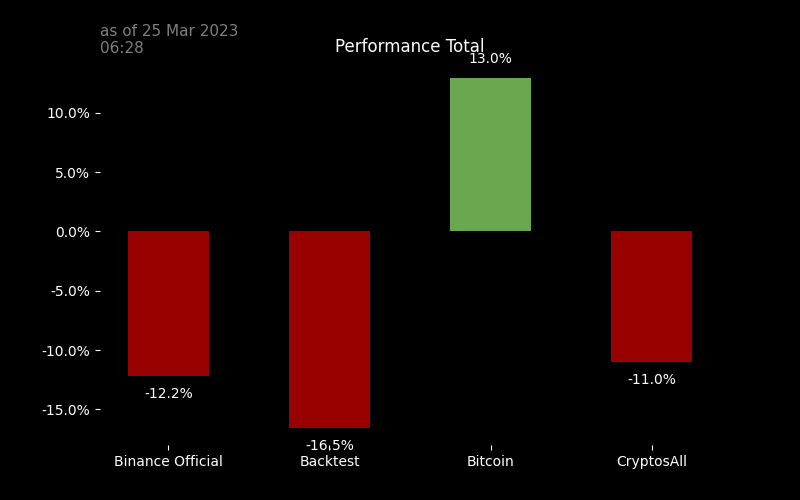 as of 25 Mar 2023
06:28
Performance Total
13.0%
10.0%
5.0%
0.0%
-5.0%
-10.0%
-15.0%
-12.2%
-16.5%
-11.0%
Binance Official
Backtest
Bitcoin
CryptosAll